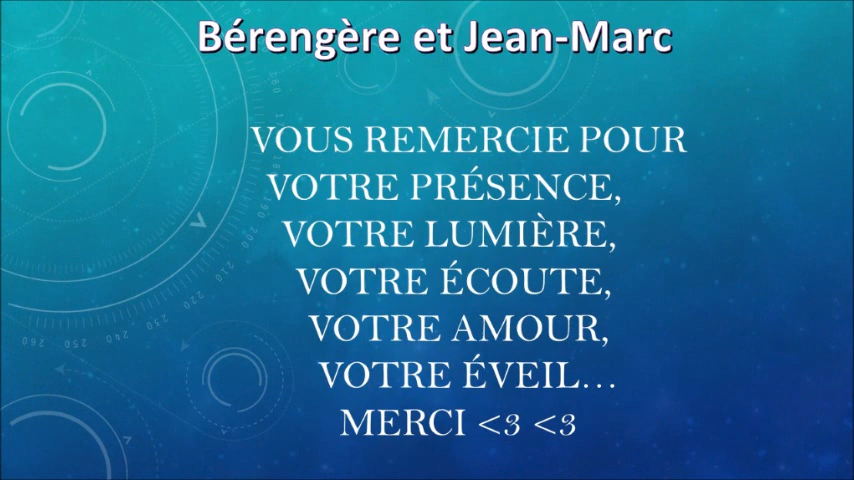 Bérengère et Jean-Marc
VOUS REMERCIE POUR
VOTRE PRÉSENCE,
VOTRE LUMIÈRE,
VOTRE ÉCOUTE,
VOTRE AMOUR,
VOTRE ÉVEIL...
MERCI <3 <3